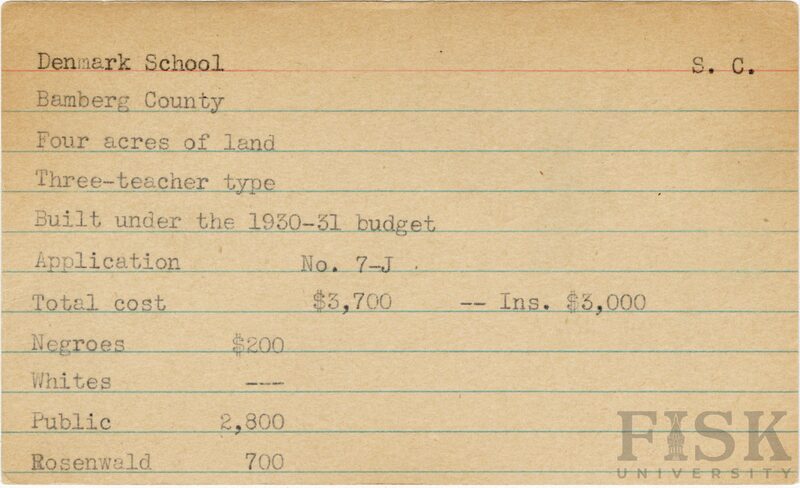 Denmark School S. C.
Bamberg County
Four acres of land
Three-teacher type
Built under the 1930-31 budget
Application No. 7-J
Total cost $3,700 -- Ins. $3,000
Negroes $200
Whites ---
Public 2,800
Rosenwald 700
FISK
UNIVERSITY